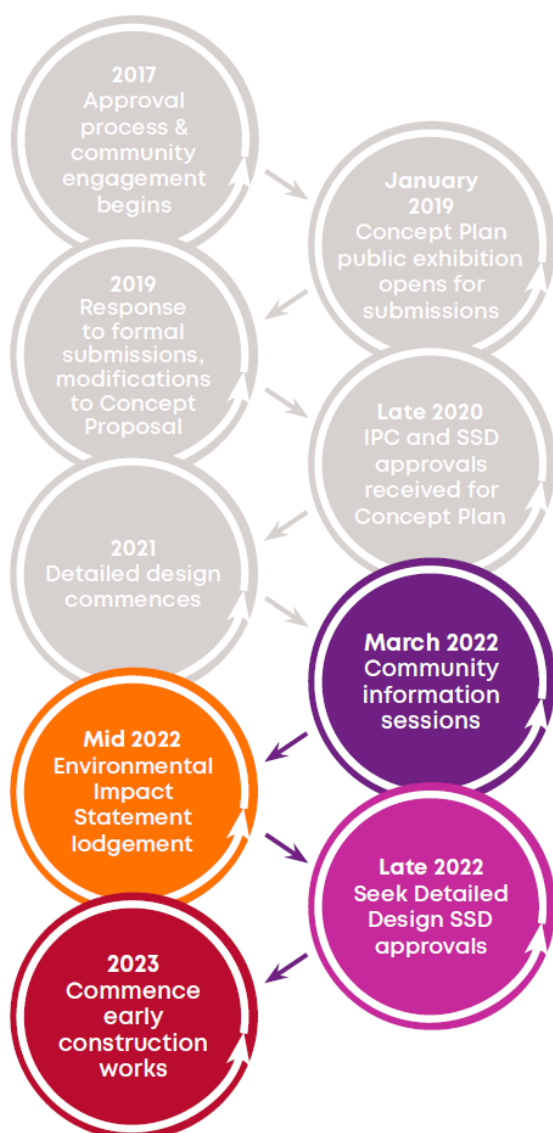 2017
Approval
process &
community
engagement
begins
January
2019
Concept Plan
public exhibition
opens for
submissions
2019
Response
to formal
submissions,
modifications
to Concept
Proposal
Late 2020
IPC and SSD
approvals
received for
Concept Plan
2021
Detailed design
commences
March 2022
Community
information
sessions
Mid 2022
Environmental
Impact
Statement
lodgement
Late 2022
Seek Detailed
Design SSD
approvals
2023
Commence
early
construction
works